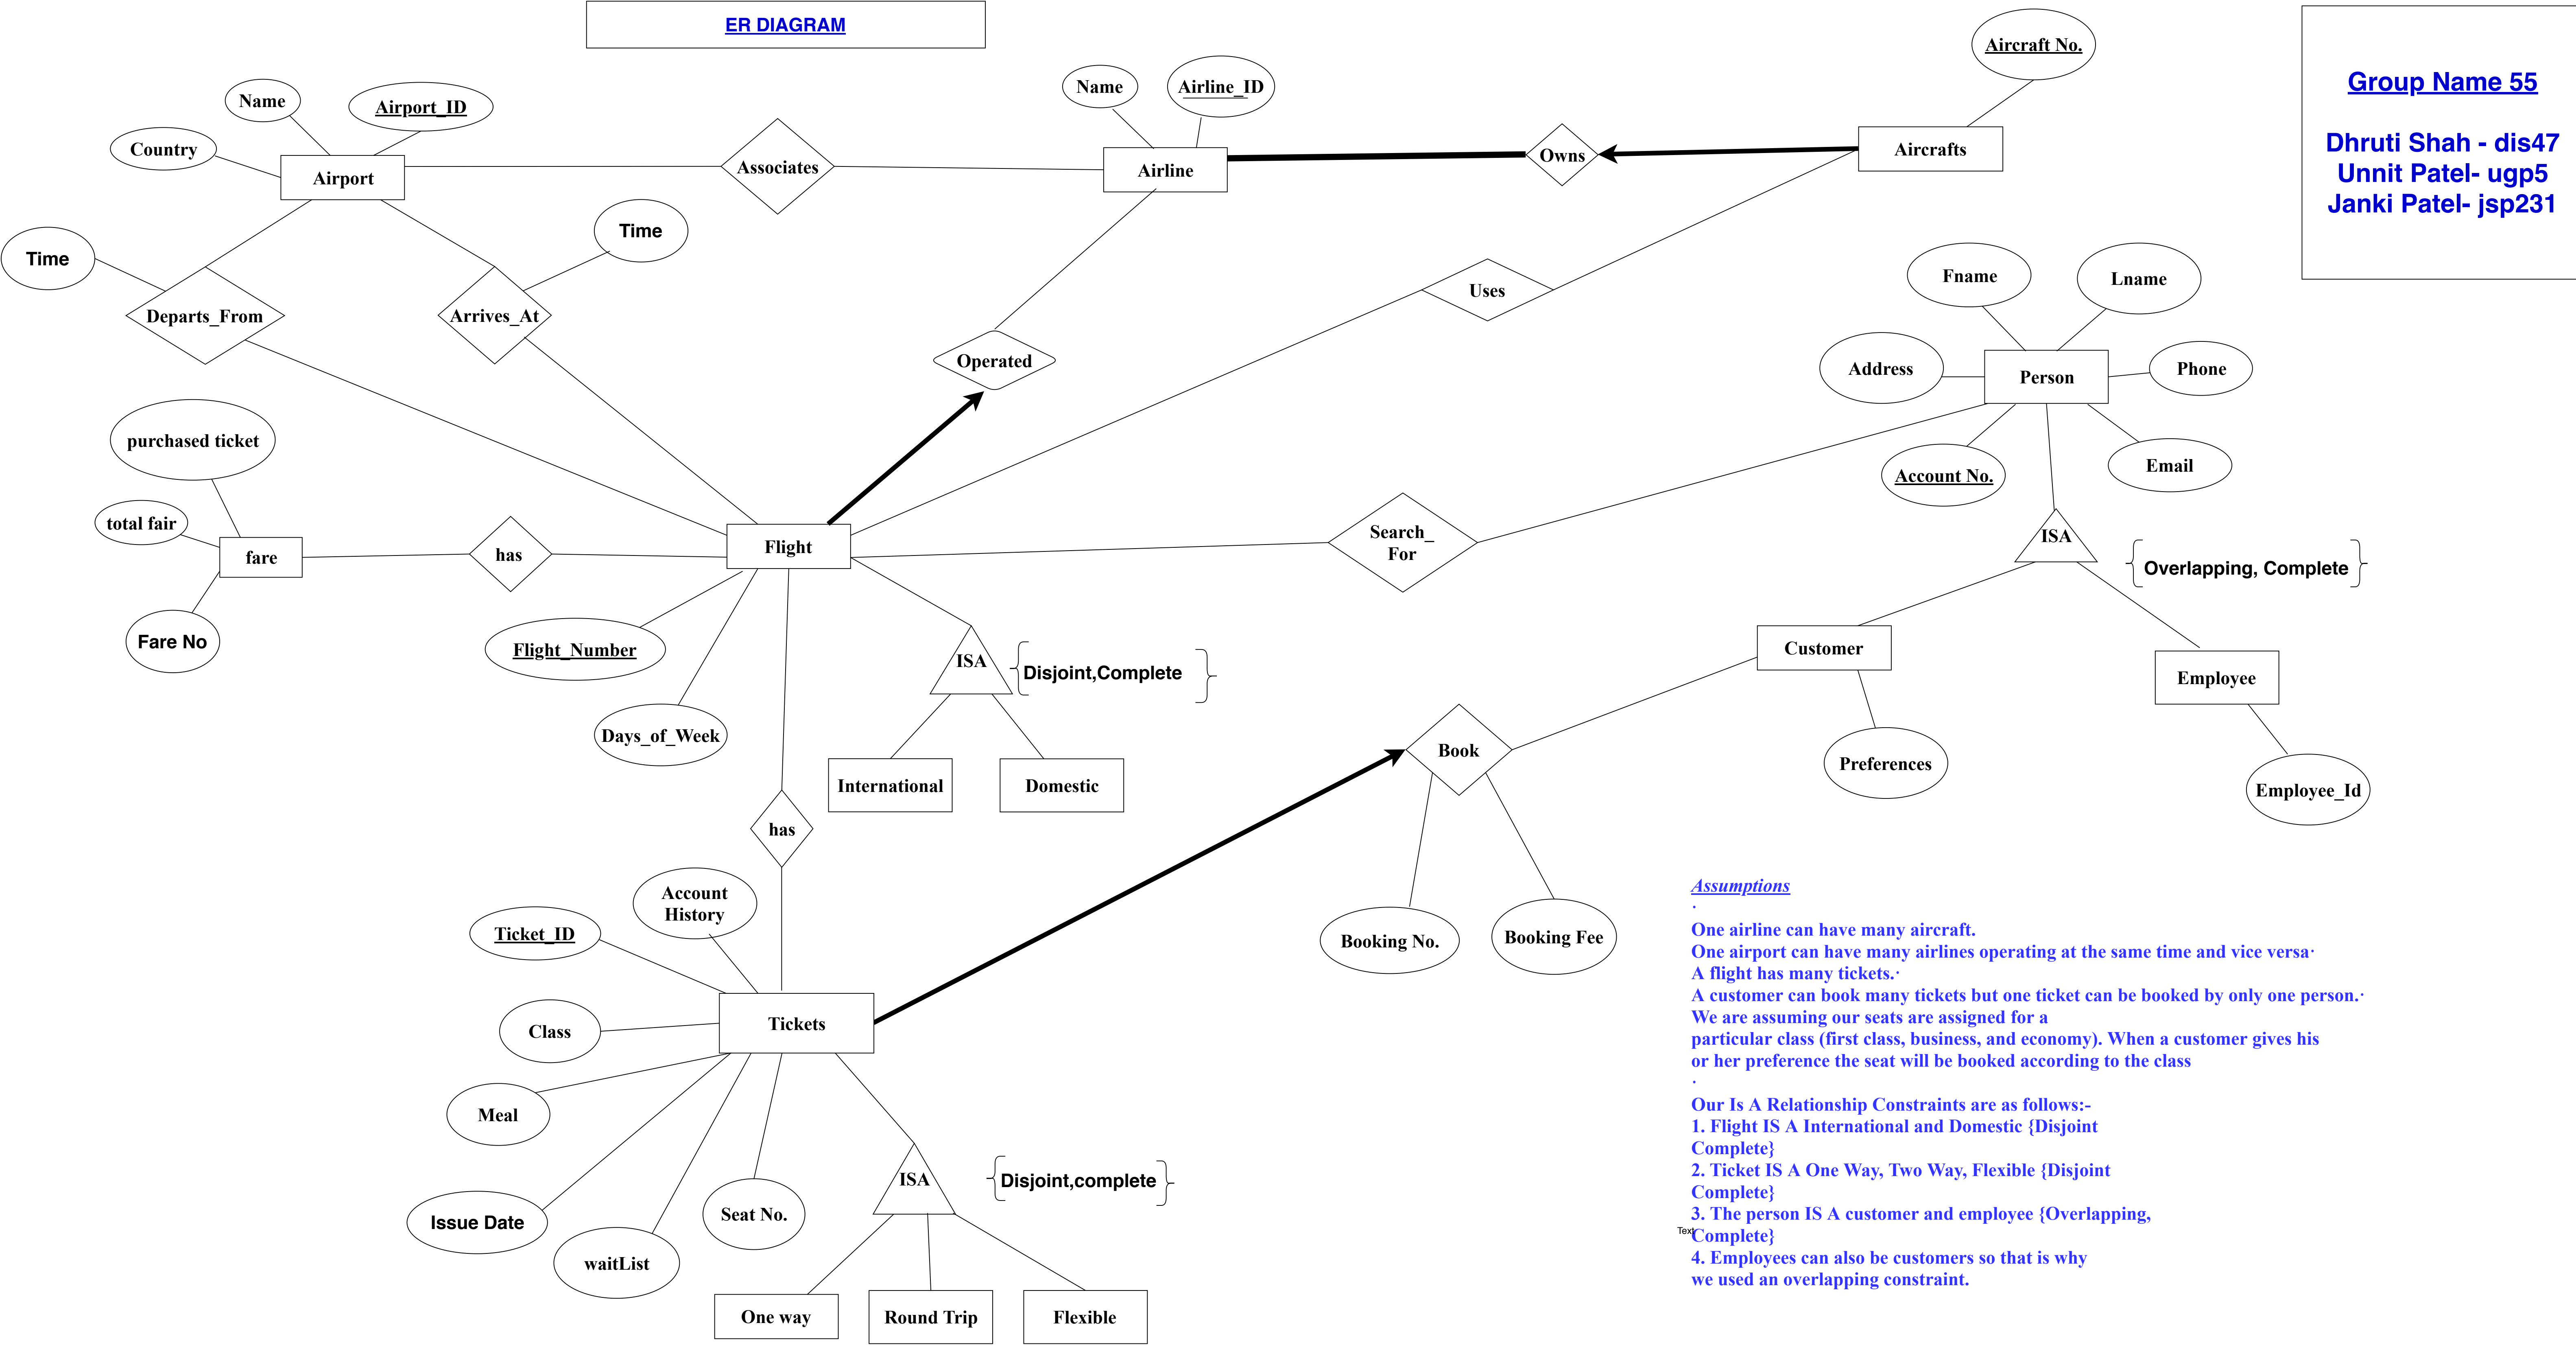 ER DIAGRAM
Aircraft No.
Group Name 55
Dhruti Shah - dis47
Unnit Patel- ugp5
Janki Patel- jsp231
Name
Airport_ID
Country
Airport
Associates
Name
Airline_ID
Airline
Owns
Aircrafts
Time
Time
Departs_From
Arrives_At
Operated
Uses
Fname
Lname
Address
Person
Phone
Account No.
Email
purchased ticket
total fair
fare
has
Flight
Search_
For
ISA
Overlapping, Complete
Fare No
Flight_Number
Days_of_Week
ISA
Disjoint,Complete
International
Domestic
Customer
Employee
Book
Preferences
Employee_Id
has
Account
History
Ticket_ID
Booking No.
Booking Fee
Class
Tickets
Meal
Issue Date
waitList
Seat No.
ISA
Disjoint,complete
One way
Round Trip
Flexible
Assumptions
·
One airline can have many aircraft.
One airport can have many airlines operating at the same time and vice versa·
A flight has many tickets.·
A customer can book many tickets but one ticket can be booked by only one person.·
We are assuming our seats are assigned for a
particular class (first class, business, and economy). When a customer gives his
or her preference the seat will be booked according to the class
·
Our Is A Relationship Constraints are as follows:-
1. Flight IS A International and Domestic {Disjoint
Complete}
2. Ticket IS A One Way, Two Way, Flexible {Disjoint
Complete}
3. The person IS A customer and employee {Overlapping,
Text
Complete}
4. Employees can also be customers so that is why
we used an overlapping constraint.